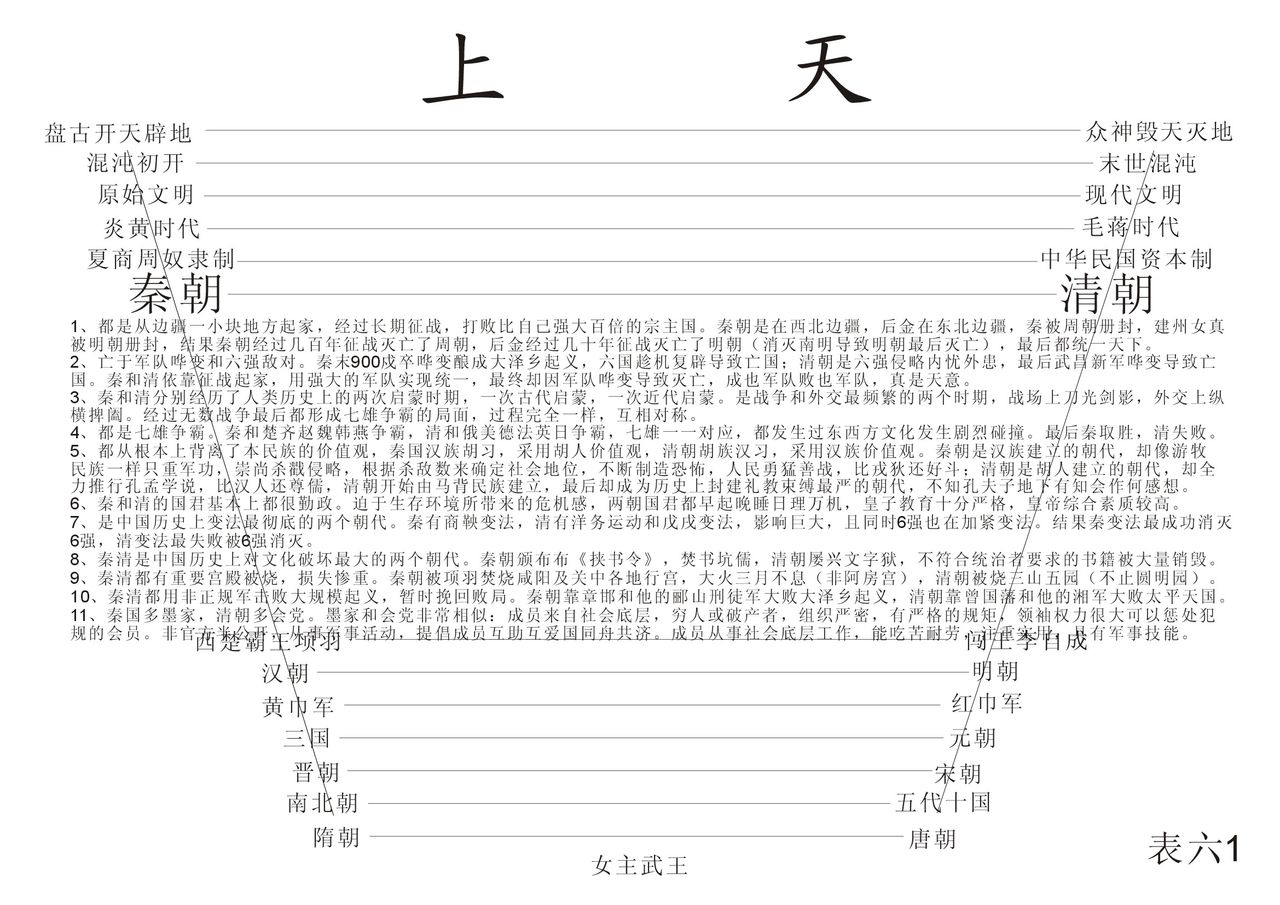 上 天
盘古开天辟地 众神毁天灭地
混沌初开 末世混沌
原始文明 现代文明
炎黄时代 毛蒋时代
夏商周奴隶制 中华民国资本制
秦朝 清朝
1、都是从边疆一小块地方起家，经过长期征战，打败比自己强大百倍的宗主国。秦朝是在西北边疆，后金在东北边疆，秦被周朝册封，建州女真
被明朝册封，结果秦朝经过几百年征战灭亡了周朝，后金经过几十年征战灭亡了明朝（消灭南明导致明朝最后灭亡），最后都统一天下。
2、亡于军队哗变和六强敌对。秦末900戍卒哗变酿成大泽乡起义，六国趁机复辟导致亡国；清朝是六强侵略内忧外患，最后武昌新军哗变导致亡
国。秦和清依靠征战起家，用强大的军队实现统一，最终却因军队哗变导致灭亡，成也军队败也军队，真是天意。
3、秦和清分别经历了人类历史上的两次启蒙时期，一次古代启蒙，一次近代启蒙。是战争和外交最频繁的两个时期，战场上刀光剑影，外交上纵
横捭阖。经过无数战争最后都形成七雄争霸的局面，过程完全一样，互相对称。
4、都是七雄争霸。秦和楚齐赵魏韩燕争霸，清和俄美德法英日争霸，七雄一一对应，都发生过东西方文化发生剧烈碰撞。最后秦取胜，清失败。
5、都从根本上背离了本民族的价值观，秦国汉族胡习，采用胡人价值观，清朝胡族汉习，采用汉族价值观。秦朝是汉族建立的朝代，却像游牧
民族一样只重军功，崇尚杀戳侵略，根据杀敌数来确定社会地位，不断制造恐怖，人民勇猛善战，比戎狄还好斗；清朝是胡人建立的朝代，却全
力推行孔孟学说，比汉人还尊儒，清朝开始由马背民族建立，最后却成为历史上封建礼教束缚最严的朝代，不知孔夫子地下有知会作何感想。
6、秦和清的国君基本上都很勤政。迫于生存环境所带来的危机感，两朝国君都早起晚睡日理万机，皇子教育十分严格，皇帝综合素质较高。
7、是中国历史上变法最彻底的两个朝代。秦有商鞅变法，清有洋务运动和戊戌变法，影响巨大，且同时6强也在加紧变法。结果秦变法最成功消灭
6强，清变法最失败被6强消灭。
8、秦清是中国历史上对文化破坏最大的两个朝代。秦朝颁布布《挟书令》，焚书坑儒，清朝屡兴文字狱，不符合统治者要求的书籍被大量销毁。
9、秦清都有重要宫殿被烧，损失惨重。秦朝被项羽焚烧咸阳及关中各地行宫，大火三月不息（非阿房宫），清朝被烧三山五园（不止圆明园）。
10、秦清都用非正规军击败大规模起义，暂时挽回败局。秦朝靠章邯和他的郦山刑徒军大败大泽乡起义，清朝靠曾国藩和他的湘军大败太平天国。
11、秦国多墨家，清朝多会党。墨家和会党非常相似：成员来自社会底层，穷人或破产者，组织严密，有严格的规矩，领袖权力很大可以惩处犯
规的会员。非官方半公开，从事军事活动，提倡成员互助互爱国同舟共济。成员从事社会底层工作，能吃苦耐劳，注重实用，具有军事技能。
西楚霸王项羽 闯王李自成
汉朝 明朝
黄巾军 红巾军
三国 元朝
晋朝 宋朝
南北朝 五代十国
隋朝 唐朝
女主武王
表六1